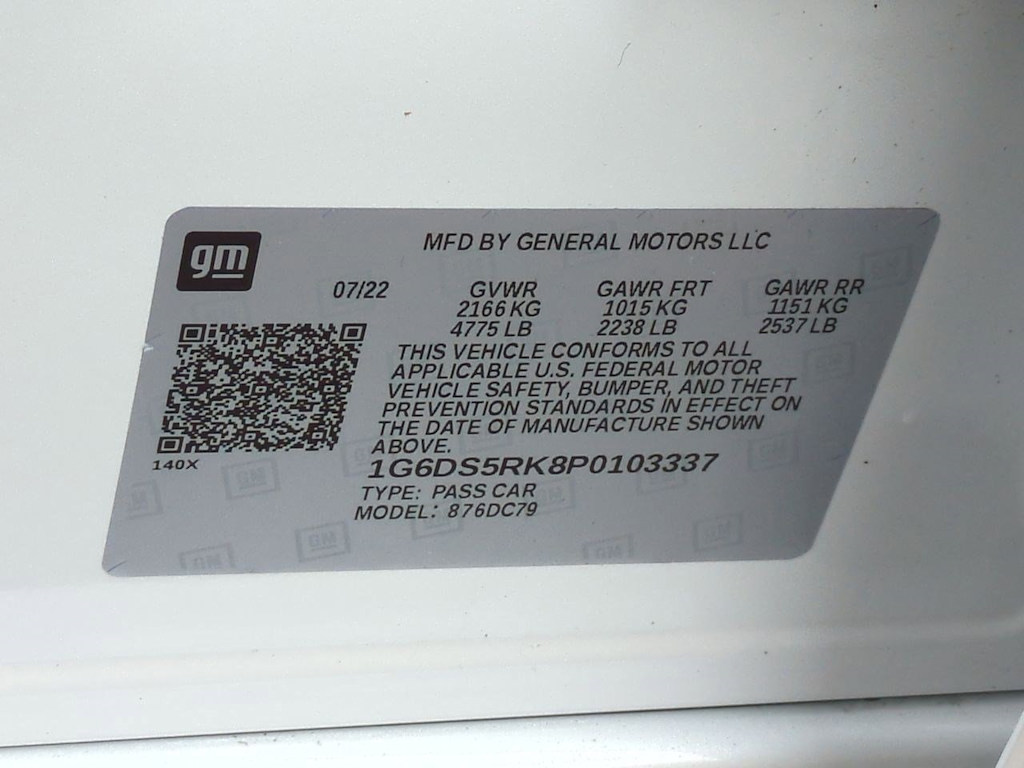 gm
MFD BY GENERAL MOTORS LLC
07/22 GVWR GAWR FRT GAWR RR
2166 KG 1015 KG 1151 KG
4775 LB 2238 LB 2537 LB
THIS VEHICLE CONFORMS TO ALL
APPLICABLE U.S. FEDERAL MOTOR
VEHICLE SAFETY, BUMPER, AND THEFT
PREVENTION STANDARDS IN EFFECT ON
THE DATE OF MANUFACTURE SHOWN
ABOVE.
140X
1G6DS5RK8P0103337
TYPE: PASS CAR
MODEL: 876DC79